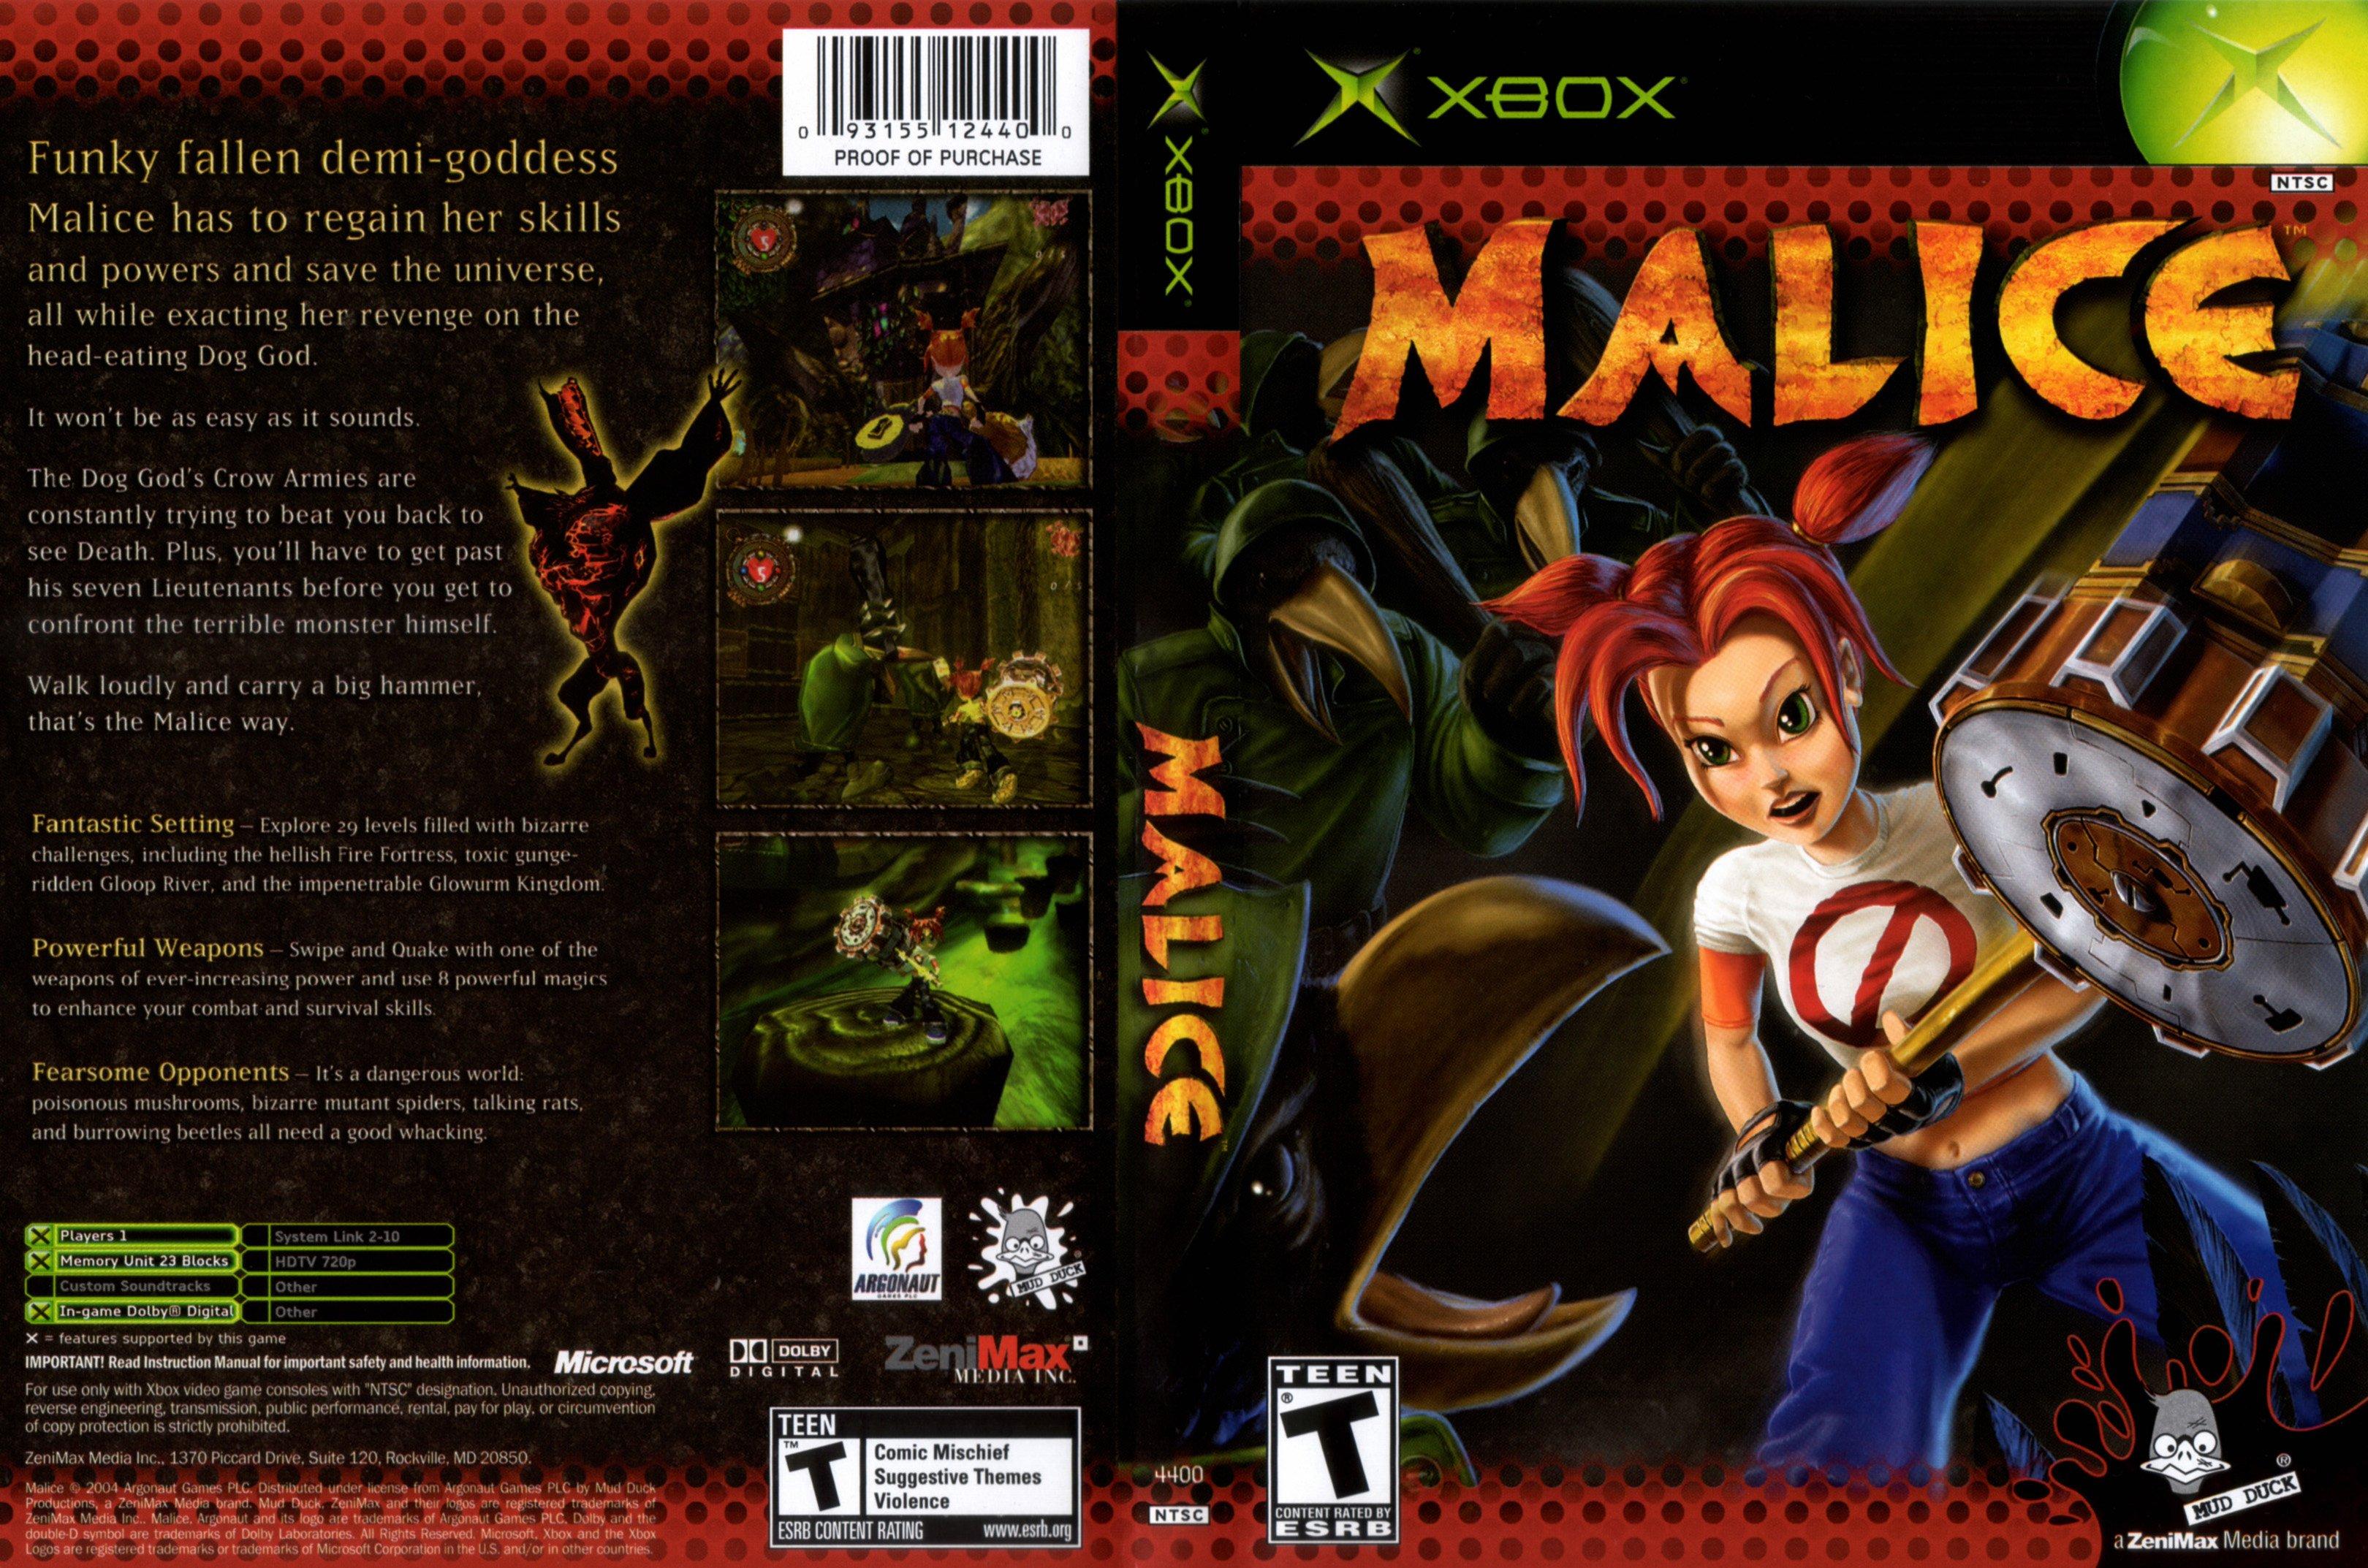 0 93155 12440 0
PROOF OF PURCHASE
Funky fallen demi-goddess
Malice has to regain her skills
and powers and save the universe,
all while exacting her revenge on the
head-eating Dog God.
It won't be as easy as it sounds.
The Dog God's Crow Armies are
constantly trying to beat you back to
see Death. Plus, you'll have to get past
his seven Lieutenants before you get to
confront the terrible monster himself.
Walk loudly and carry a big hammer,
that's the Malice way.
Fantastic Setting – Explore 29 levels filled with bizarre
challenges, including the hellish Fire Fortress, toxic gunge-
ridden Gloop River, and the impenetrable Glowurm Kingdom.
Powerful Weapons – Swipe and Quake with one of the
weapons of ever-increasing power and use 8 powerful magics
to enhance your combat and survival skills.
Fearsome Opponents – It's a dangerous world:
poisonous mushrooms, bizarre mutant spiders, talking rats,
and burrowing beetles all need a good whacking.
5
5
Players 1
System Link 2-10
Memory Unit 23 Blocks
HDTV 720p
Custom Soundtracks
Other
In-game Dolby® Digital
Other
X = features supported by this game
IMPORTANT! Read Instruction Manual for important safety and health information.
For use only with Xbox video game consoles with "NTSC" designation. Unauthorized copying,
reverse engineering, transmission, public performance, rental, pay for play, or circumvention
of copy protection is strictly prohibited.
ZeniMax Media Inc., 1370 Piccard Drive, Suite 120, Rockville, MD 20850.
Malice © 2004 Argonaut Games PLC. Distributed under license from Argonaut Games PLC by Mud Duck
Productions, a ZeniMax Media brand. Mud Duck, ZeniMax and their logos are registered trademarks of
ZeniMax Media Inc.. Malice, Argonaut and its logo are trademarks of Argonaut Games PLC. Dolby and the
double-D symbol are trademarks of Dolby Laboratories. All Rights Reserved. Microsoft, Xbox and the Xbox
Logos are registered trademarks or trademarks of Microsoft Corporation in the U.S. and/or in other countries.
ARGONAUT
GAMES PLC
MUD DUCK®
Microsoft
DOLBY
DIGITAL
ZeniMax
MEDIA INC.
TEEN
T™
Comic Mischief
Suggestive Themes
Violence
ESRB CONTENT RATING www.esrb.org
XBOX®
MALICE™
4400
NTSC
XBOX®
NTSC
MALICE™
TEEN
T®
CONTENT RATED BY
ESRB
MUD DUCK®
a ZeniMax Media brand